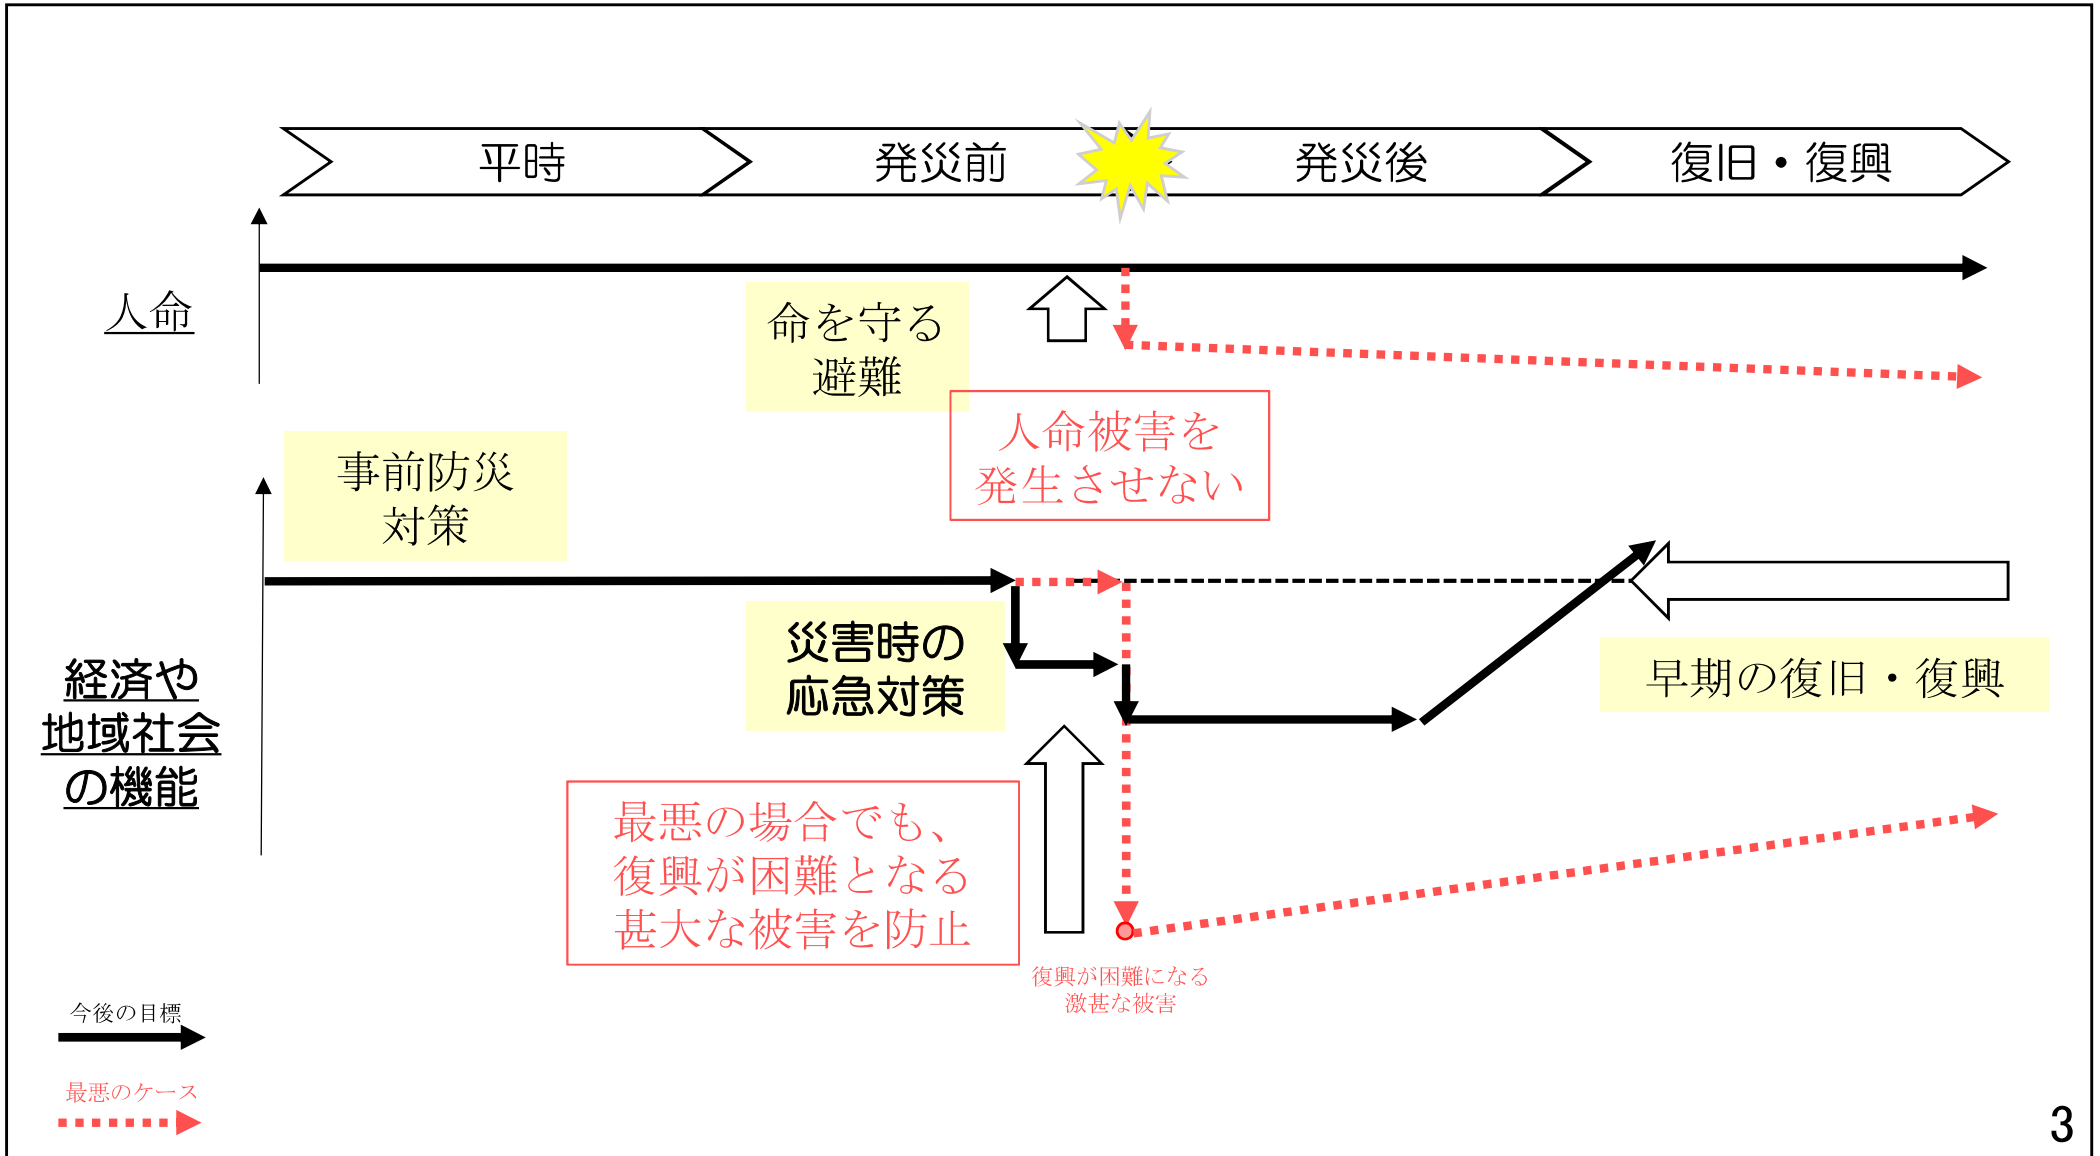 平時
発災前
発災後
復旧・復興
人命
命を守る
避難
人命被害を
発生させない
事前防災
対策
経済や
地域社会
の機能
災害時の
応急対策
早期の復旧・復興
最悪の場合でも、
復興が困難となる
甚大な被害を防止
復興が困難になる
激甚な被害
今後の目標
最悪のケース
3